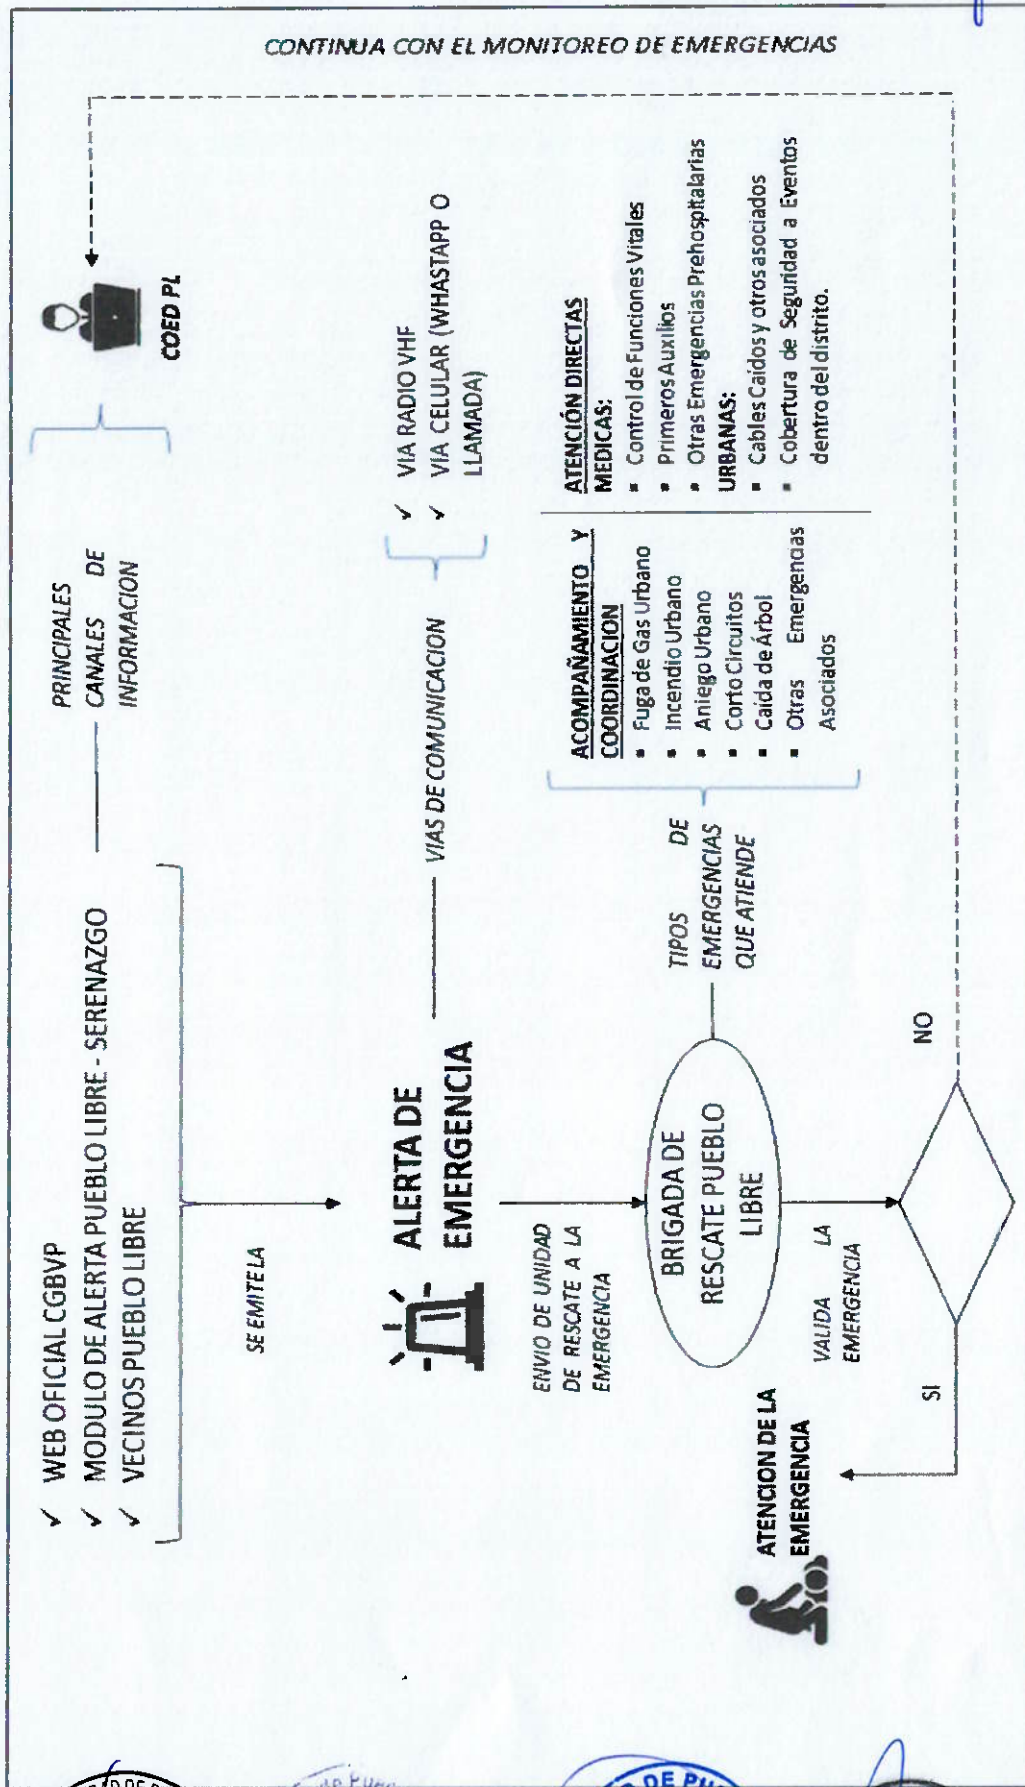 CONTINUA CON EL MONITOREO DE EMERGENCIAS
✓ WEB OFICIAL CGBVP
✓ MODULO DE ALERTA PUEBLO LIBRE - SERENAZGO
✓ VECINOS PUEBLO LIBRE
PRINCIPALES
CANALES DE
INFORMACION
COED PL
SE EMITE LA
ALERTA DE
EMERGENCIA
VIAS DE COMUNICACION
✓ VIA RADIO VHF
✓ VIA CELULAR (WHASTAPP O
LLAMADA)
ENVIO DE UNIDAD
DE RESCATE A LA
EMERGENCIA
BRIGADA DE
RESCATE PUEBLO
LIBRE
TIPOS DE
EMERGENCIAS
QUE ATIENDE
ACOMPAÑAMIENTO Y
COORDINACION
▪ Fuga de Gas Urbano
▪ Incendio Urbano
▪ Aniego Urbano
▪ Corto Circuitos
▪ Caída de Árbol
▪ Otras Emergencias
Asociados
ATENCIÓN DIRECTAS
MEDICAS:
▪ Control de Funciones Vitales
▪ Primeros Auxilios
▪ Otras Emergencias Prehospitalarias
URBANAS:
▪ Cables Caidos y otros asociados
▪ Cobertura de Seguridad a Eventos
dentro del distrito.
VALIDA LA
EMERGENCIA
SI
NO
ATENCION DE LA
EMERGENCIA
DE PU